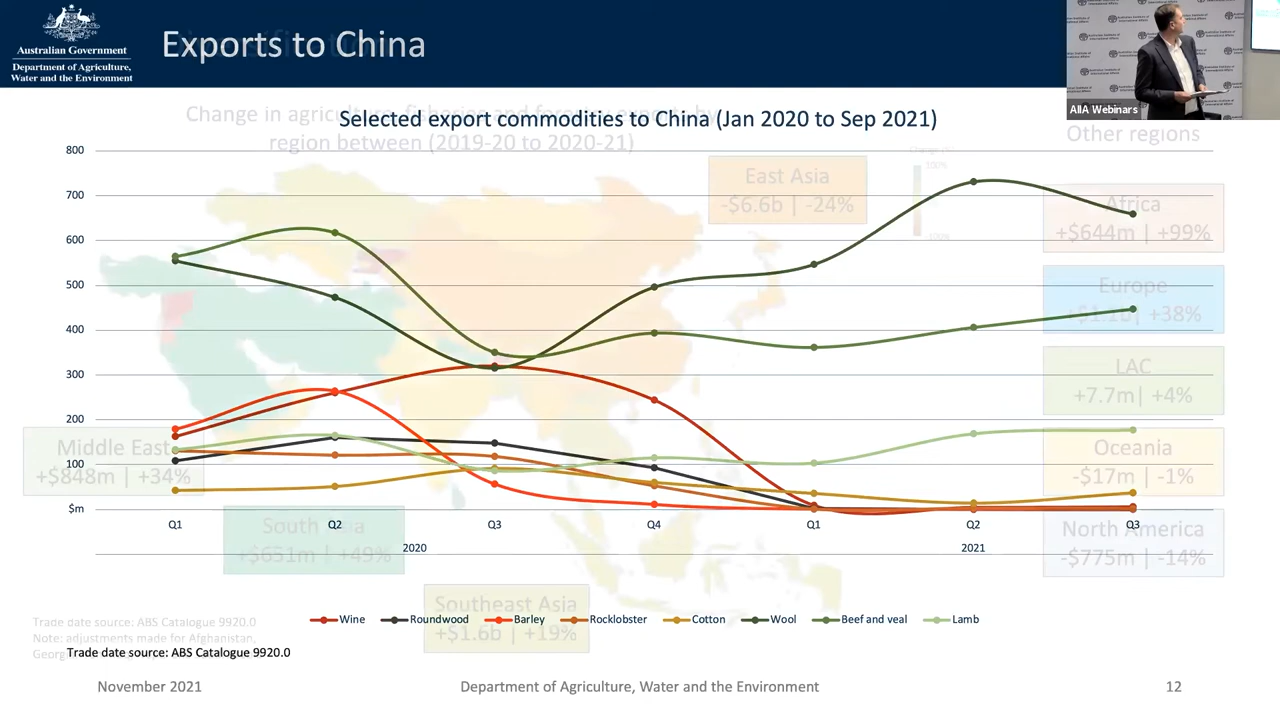 Australian Government
Department of Agriculture,
Water and the Environment
Exports to China
AIIA Webinars
Change in agriculture, fisheries and forestry exports by
region between (2019-20 to 2020-21)
Selected export commodities to China (Jan 2020 to Sep 2021)
Other regions
800
700
600
500
400
300
200
100
$m
100%
-100%
East Asia
-$6.6b | -24%
Africa
+$644m | +99%
Europe
+$1.1b| +38%
LAC
+7.7m| +4%
Middle East
+$848m | +34%
Oceania
-$17m | -1%
South Asia
+$651m | +49%
North America
-$775m | -14%
Southeast Asia
+$1.6b | +19%
Q1
Q2
Q3
Q4
Q1
Q2
Q3
2020
2021
Wine
Roundwood
Barley
Rocklobster
Cotton
Wool
Beef and veal
Lamb
Trade date source: ABS Catalogue 9920.0
Note: adjustments made for Afghanistan,
Trade date source: ABS Catalogue 9920.0
November 2021
Department of Agriculture, Water and the Environment
12